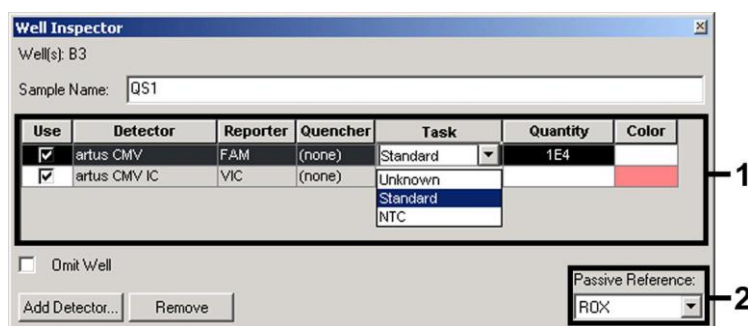 Well Inspector
Well(s): B3
Sample Name: QS1
Use Detector Reporter Quencher Task Quantity Color
artus CMV FAM (none) Standard 1E4
artus CMV IC VIC (none) Unknown
Standard
NTC
1
Omit Well
Passive Reference:
Add Detector... Remove ROX
2